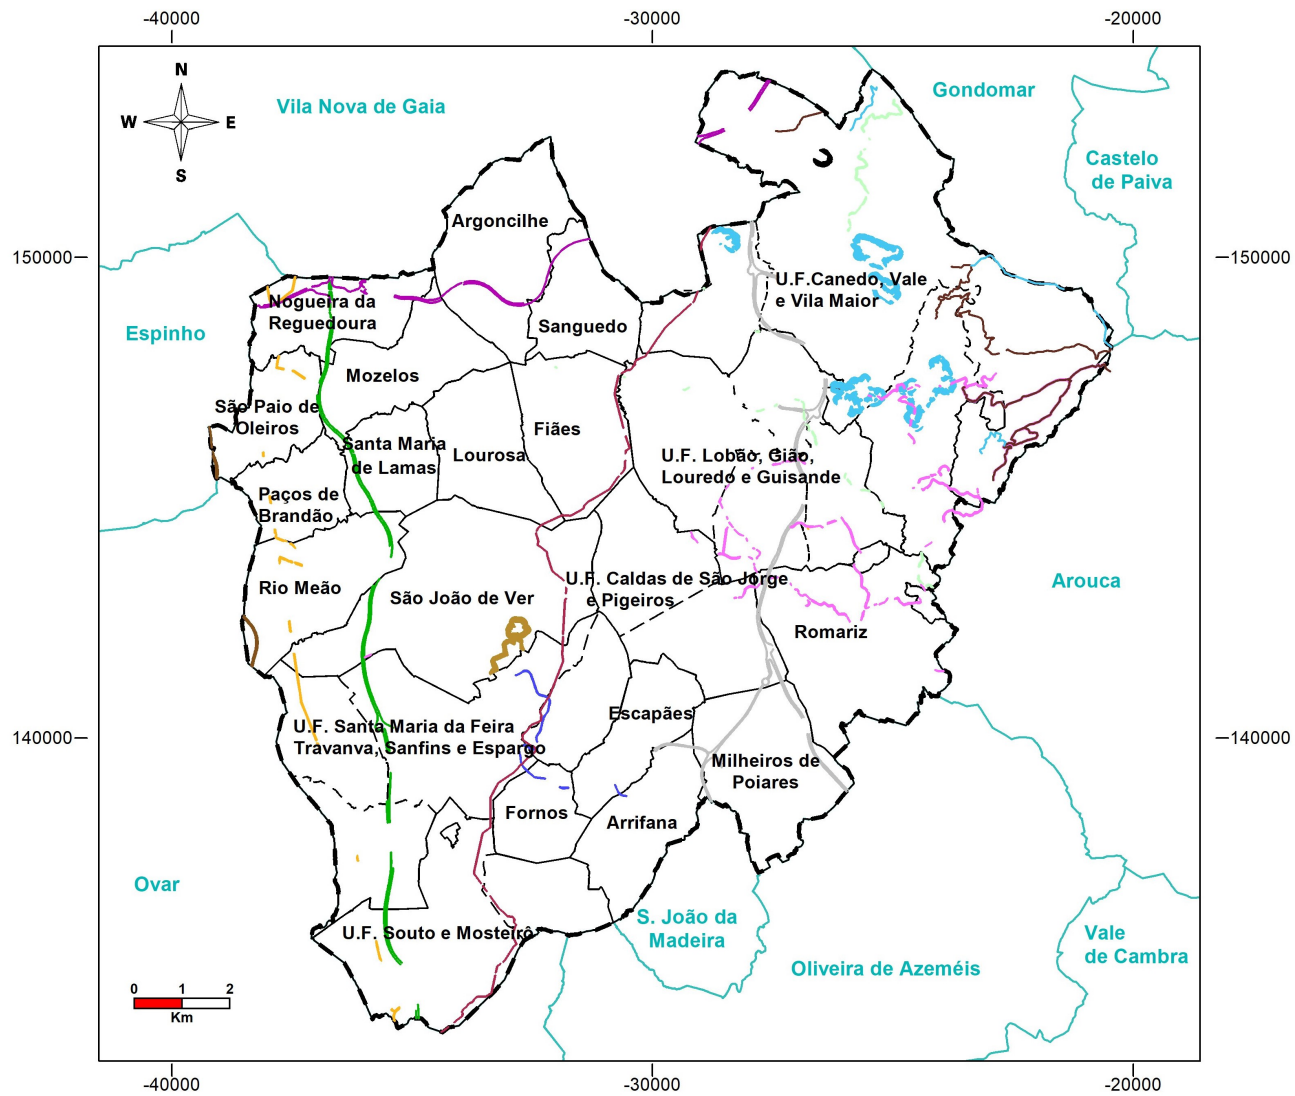 -40000
-30000
-20000
N
W
E
S
Vila Nova de Gaia
Gondomar
Castelo
de Paiva
Argoncilhe
150000
150000
U.F.Canedo, Vale
e Vila Maior
Nogueira da
Reguedoura
Sanguedo
Espinho
Mozelos
São Paio de
Oleiros
Santa Maria
de Lamas
Fiães
Lourosa
U.F. Lobão, Gião,
Louredo e Guisande
Paços de
Brandão
Rio Meão
São João de Ver
U.F. Caldas de São Jorge
e Pigeiros
Arouca
Romariz
Escapães
U.F. Santa Maria da Feira
Travanva, Sanfins e Espargo
140000
140000
Milheiros de
Poiares
Fornos
Arrifana
Ovar
S. João da
Madeira
U.F. Souto e Mosteirô
Vale
de Cambra
Oliveira de Azeméis
0 1 2
Km
-40000
-30000
-20000